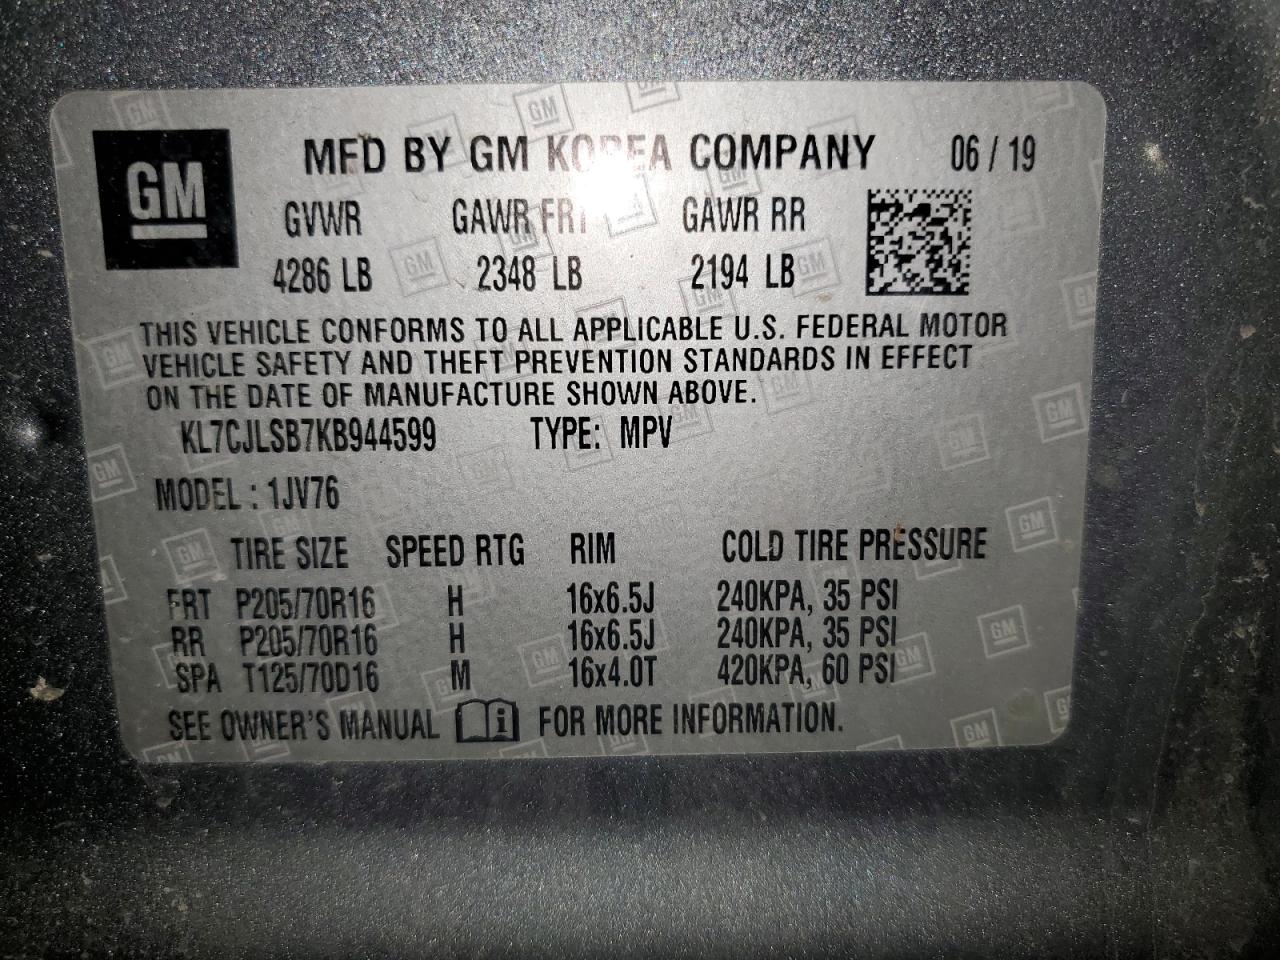 GM
MFD BY GM KOREA COMPANY 06 / 19
GVWR GAWR FRT GAWR RR
4286 LB 2348 LB 2194 LB
THIS VEHICLE CONFORMS TO ALL APPLICABLE U.S. FEDERAL MOTOR
VEHICLE SAFETY AND THEFT PREVENTION STANDARDS IN EFFECT
ON THE DATE OF MANUFACTURE SHOWN ABOVE.
KL7CJLSB7KB944599 TYPE: MPV
MODEL : 1JV76
TIRE SIZE SPEED RTG RIM COLD TIRE PRESSURE
FRT P205/70R16 H 16x6.5J 240KPA, 35 PSI
RR P205/70R16 H 16x6.5J 240KPA, 35 PSI
SPA T125/70D16 M 16x4.0T 420KPA, 60 PSI
SEE OWNER'S MANUAL i FOR MORE INFORMATION.